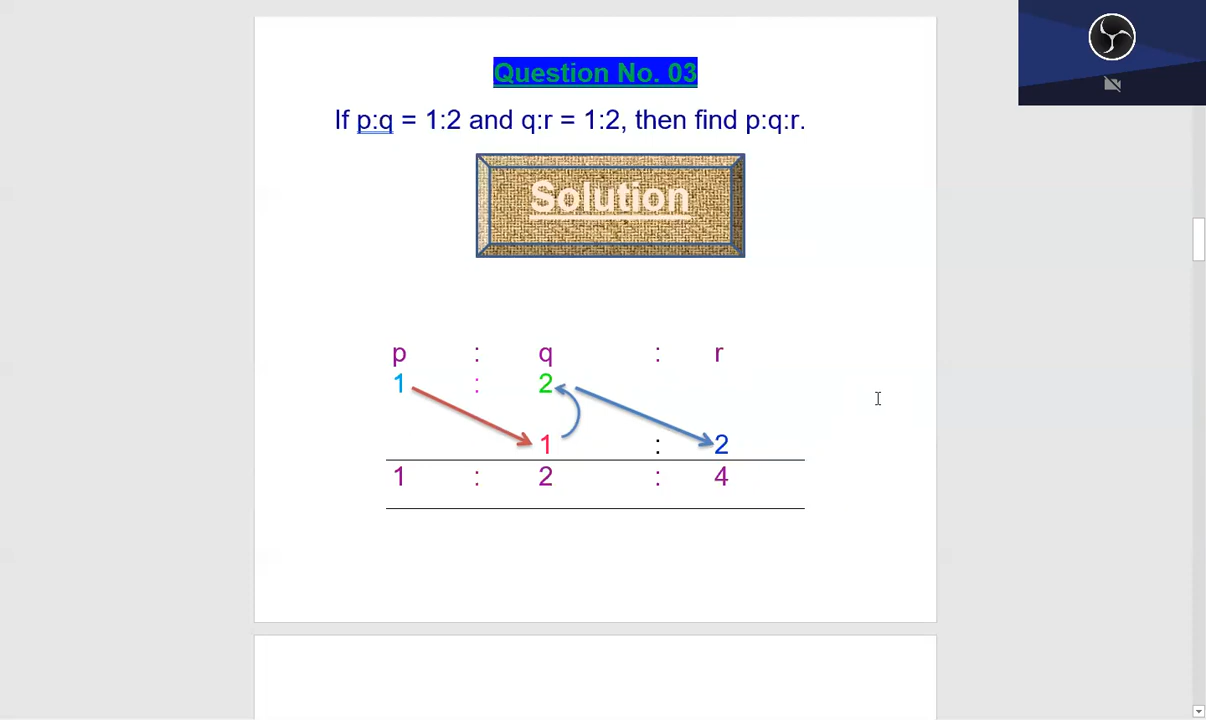 Question No. 03
If p:q = 1:2 and q:r = 1:2, then find p:q:r.
Solution
p : q : r
1 : 2
1 : 2
1 : 2 : 4